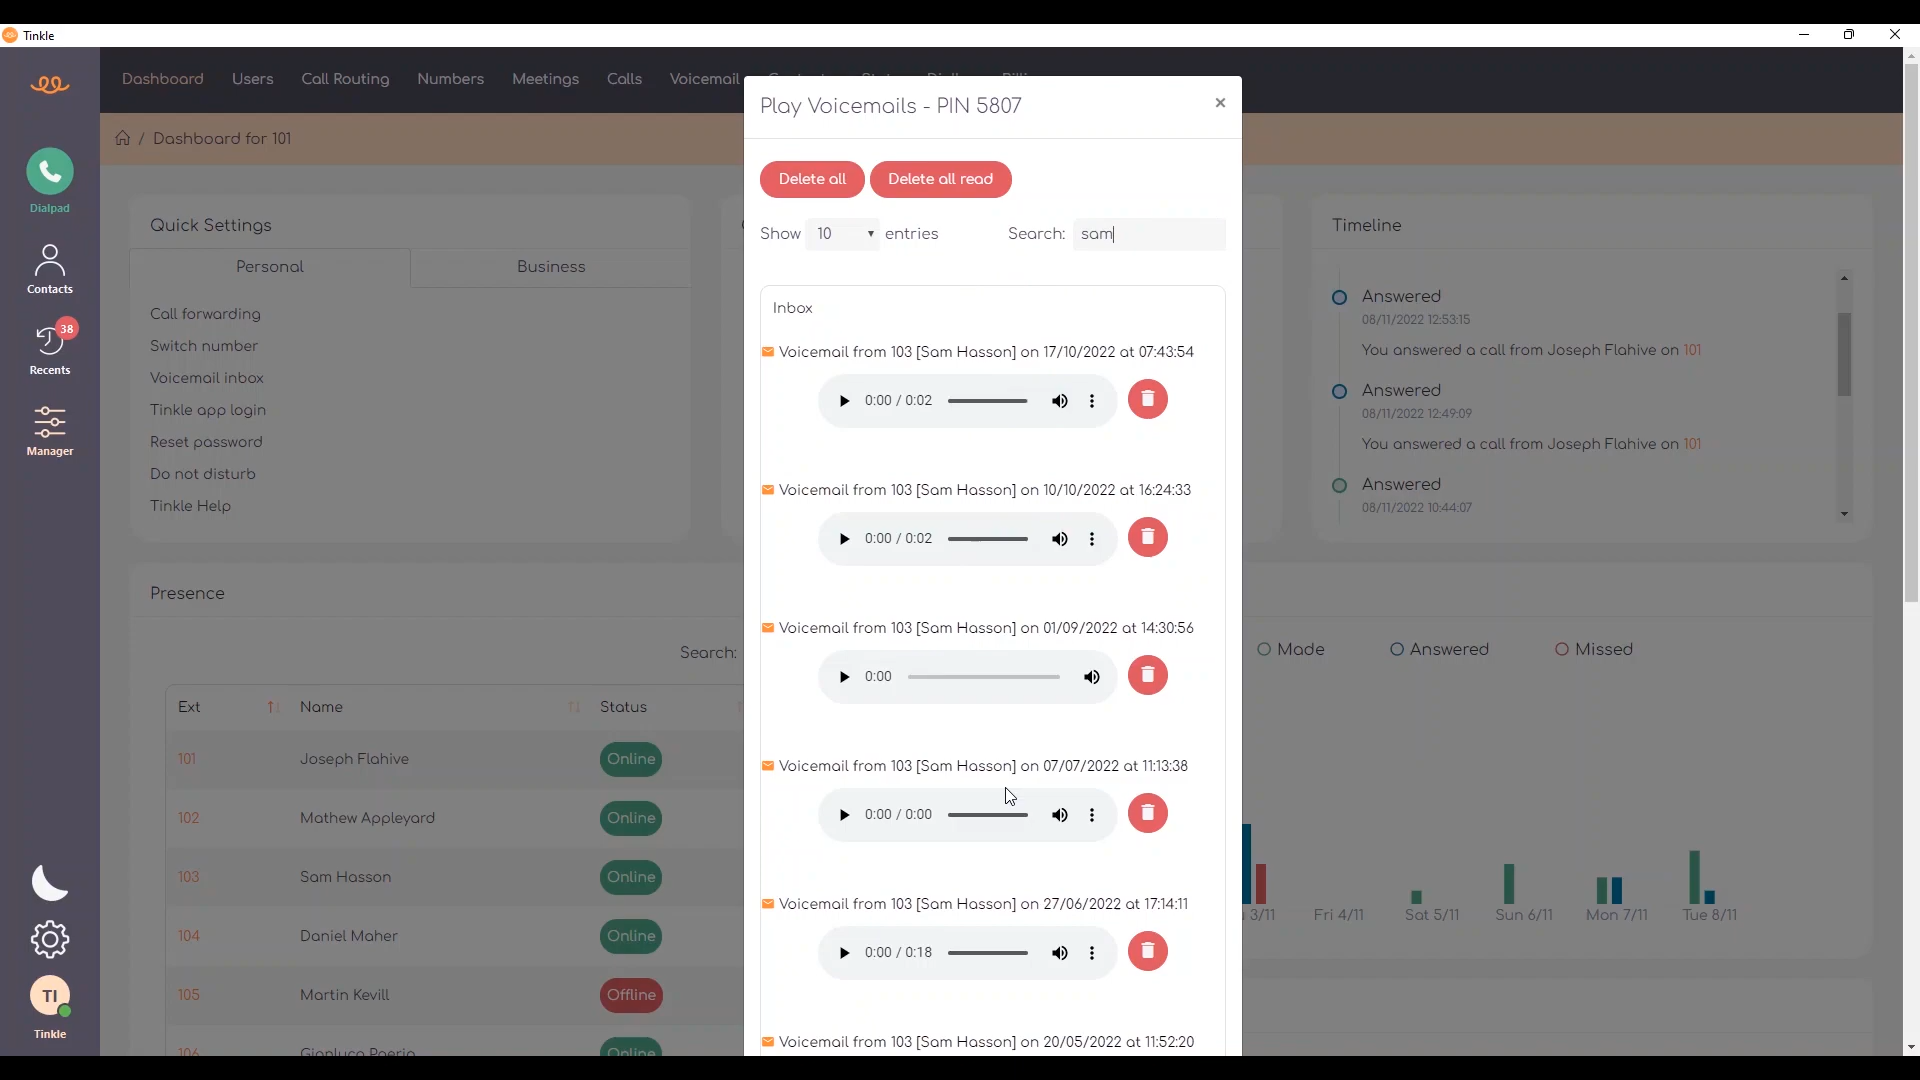 Tinkle
Dashboard Users Call Routing Numbers Meetings Calls Voicemail
Dashboard for 101
Dialpad
Contacts
38
Recents
Manager
TI
Tinkle
Quick Settings
Personal Business
Call forwarding
Switch number
Voicemail inbox
Tinkle app login
Reset password
Do not disturb
Tinkle Help
Presence
Search:
Ext Name Status
101 Joseph Flahive Online
102 Mathew Appleyard Online
103 Sam Hasson Online
104 Daniel Maher Online
105 Martin Kevill Offline
Play Voicemails - PIN 5807 ×
Delete all Delete all read
Show 10 entries Search: sam
Inbox
Voicemail from 103 [Sam Hasson] on 17/10/2022 at 07:43:54
0:00 / 0:02
Voicemail from 103 [Sam Hasson] on 10/10/2022 at 16:24:33
0:00 / 0:02
Voicemail from 103 [Sam Hasson] on 01/09/2022 at 14:30:56
0:00
Voicemail from 103 [Sam Hasson] on 07/07/2022 at 11:13:38
0:00 / 0:00
Voicemail from 103 [Sam Hasson] on 27/06/2022 at 17:14:11
0:00 / 0:18
Voicemail from 103 [Sam Hasson] on 20/05/2022 at 11:52:20
Timeline
Answered
08/11/2022 12:53:15
You answered a call from Joseph Flahive on 101
Answered
08/11/2022 12:49:09
You answered a call from Joseph Flahive on 101
Answered
08/11/2022 10:44:07
Made Answered Missed
3/11 Fri 4/11 Sat 5/11 Sun 6/11 Mon 7/11 Tue 8/11